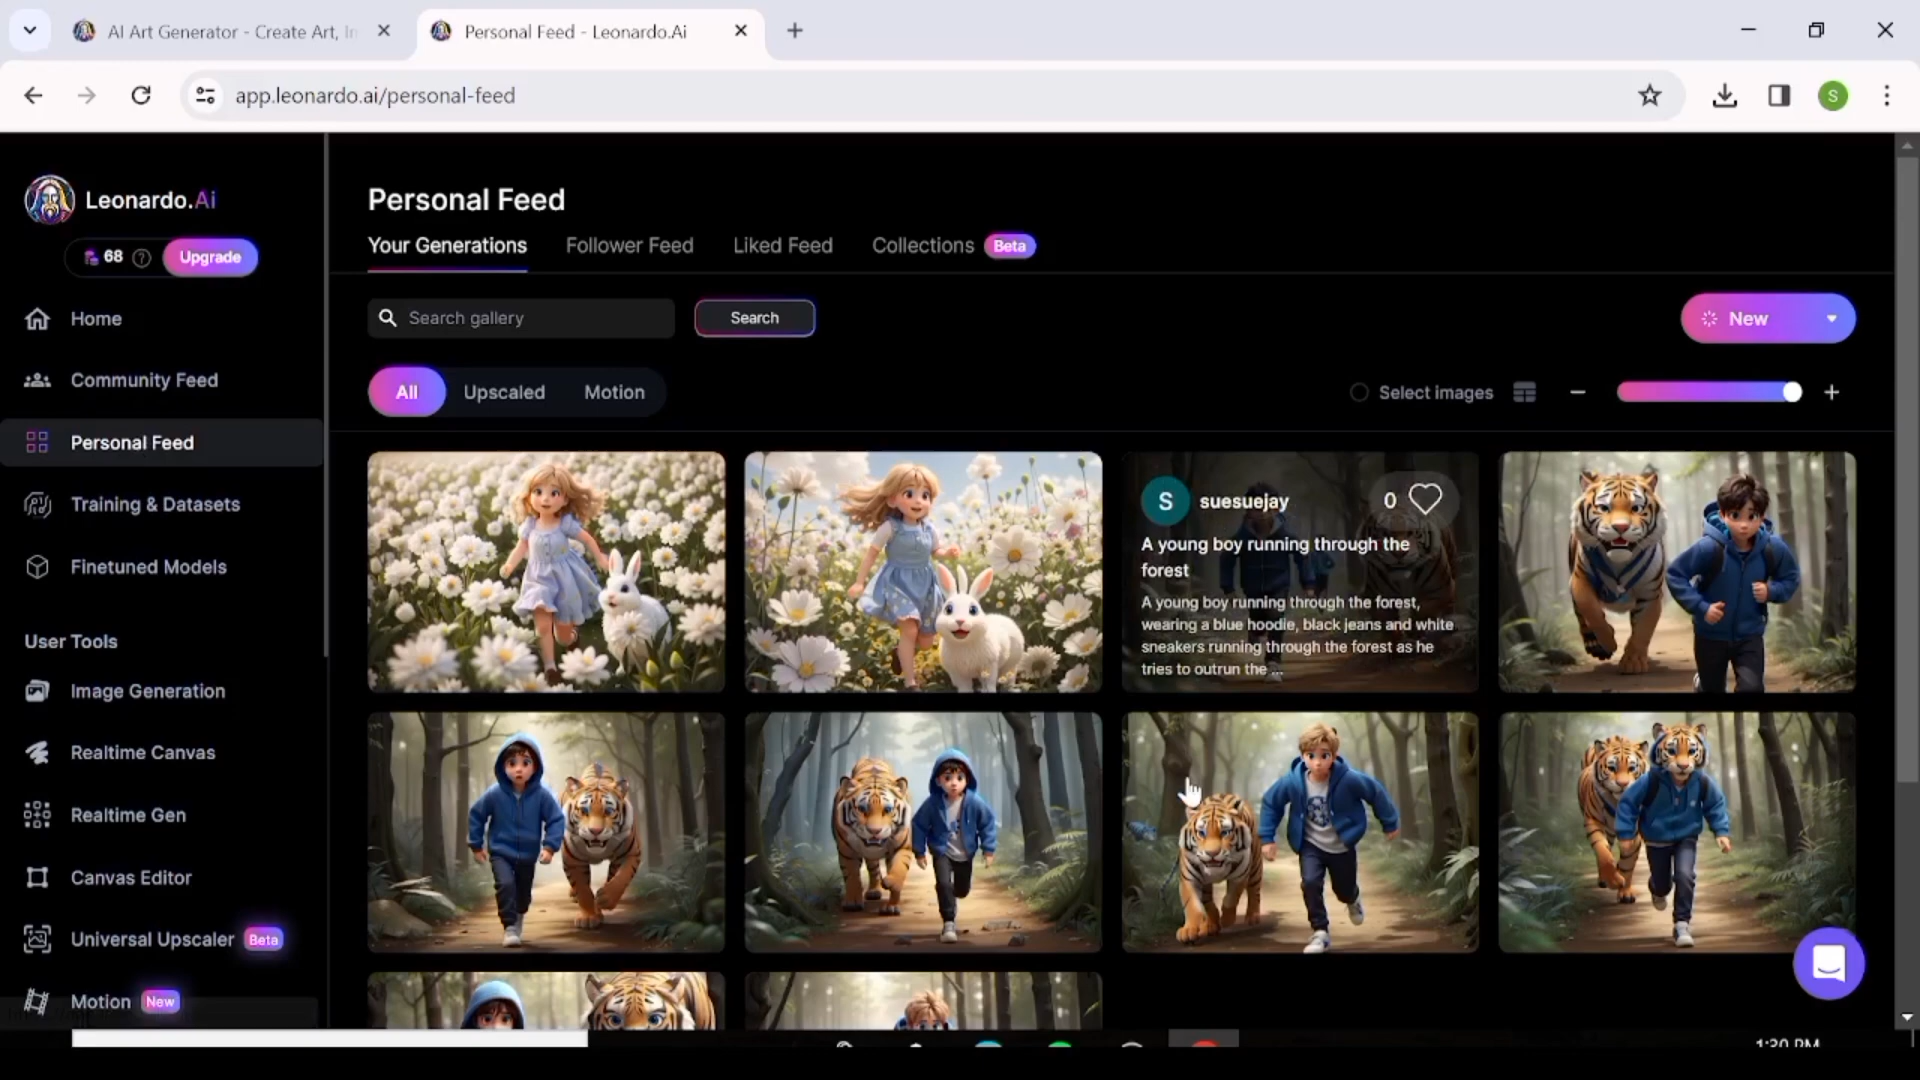 AI Art Generator - Create Art, In
Personal Feed - Leonardo.Ai
app.leonardo.ai/personal-feed
S
Leonardo.Ai
68
Upgrade
Home
Community Feed
Personal Feed
Training & Datasets
Finetuned Models
User Tools
Image Generation
Realtime Canvas
Realtime Gen
Canvas Editor
Universal Upscaler Beta
Motion New
Personal Feed
Your Generations Follower Feed Liked Feed Collections Beta
Search gallery Search
New
All Upscaled Motion
Select images
S suesuejay 0
A young boy running through the
forest
A young boy running through the forest,
wearing a blue hoodie, black jeans and white
sneakers running through the forest as he
tries to outrun the ...
1:30 PM